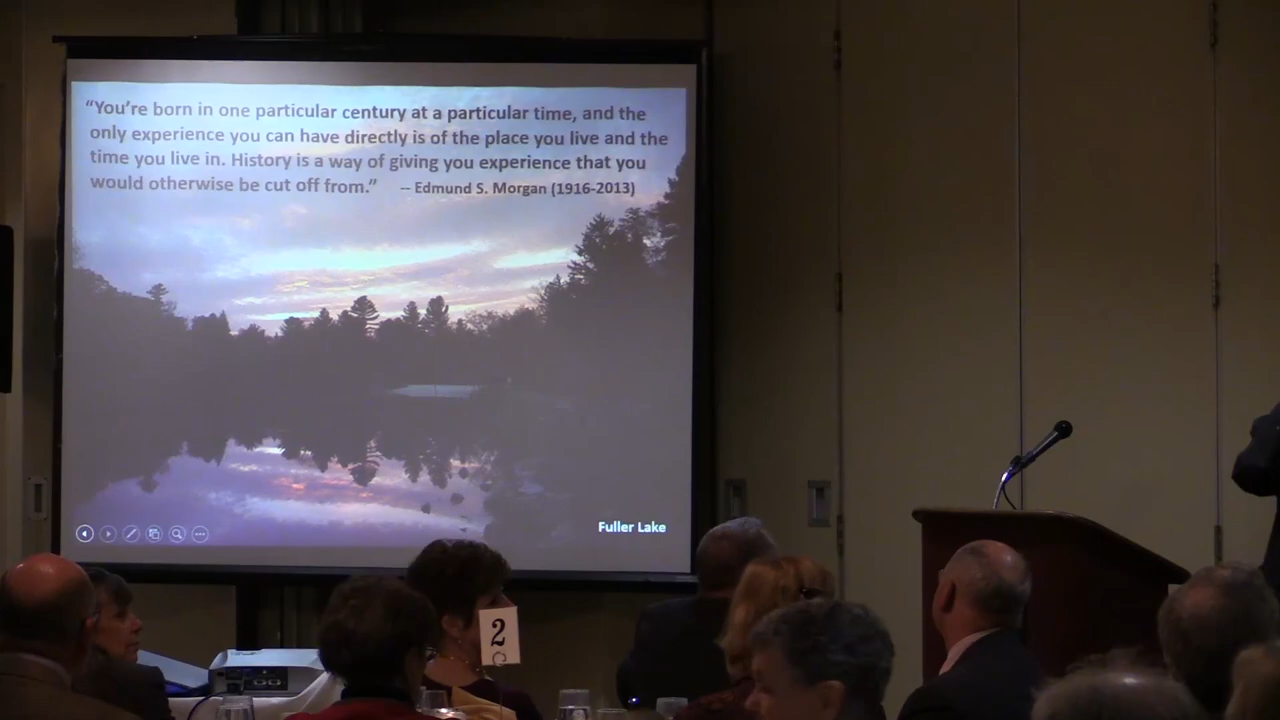 “You’re born in one particular century at a particular time, and the
only experience you can have directly is of the place you live and the
time you live in. History is a way of giving you experience that you
would otherwise be cut off from.” -- Edmund S. Morgan (1916-2013)
Fuller Lake
2